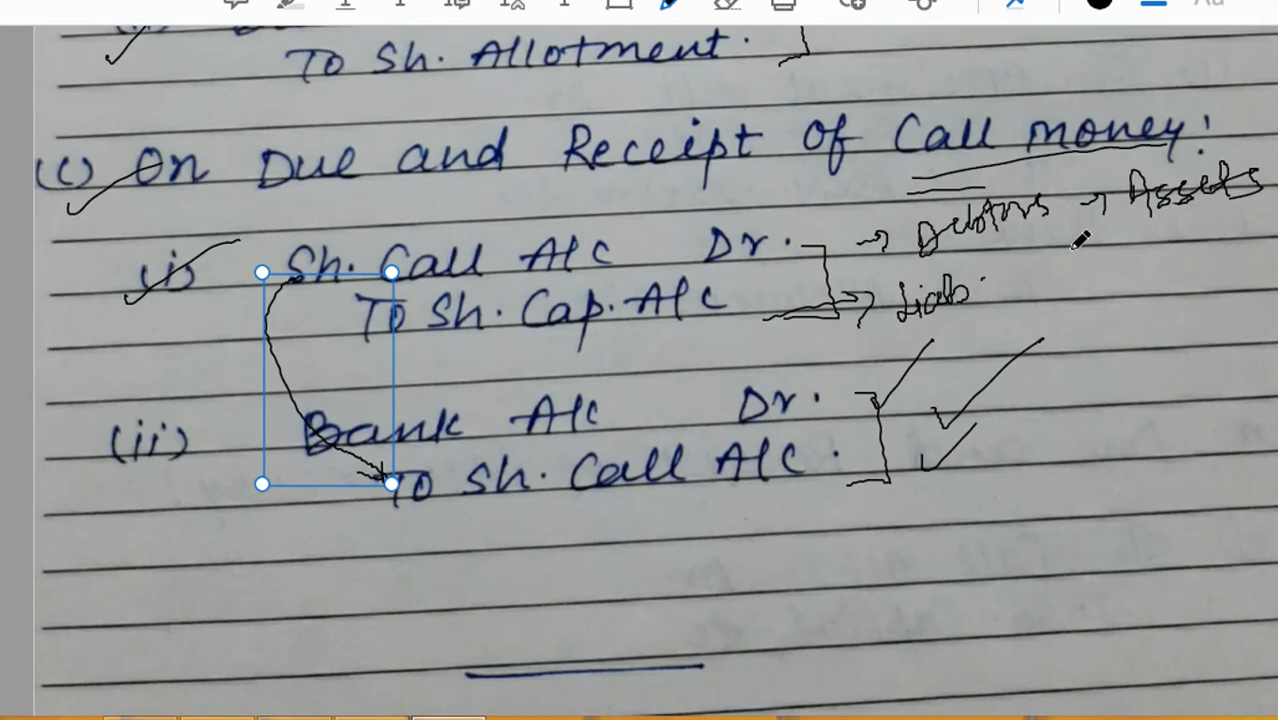 To Sh. Allotment.
(c) On Due and Receipt of Call money:
(i) Sh. Call A/c Dr. → Debtors → Assets
To Sh. Cap. A/c → Liab.
(ii) Bank A/c Dr.
To Sh. Call A/c.